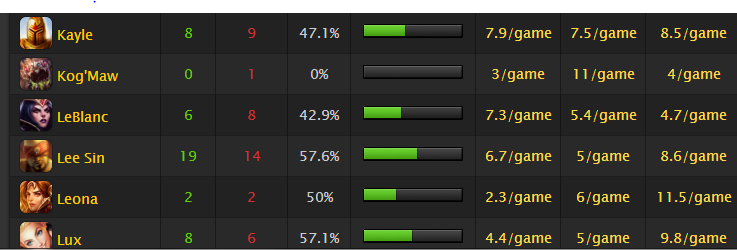 Kayle 8 9 47.1% 7.9/game 7.5/game 8.5/game
Kog'Maw 0 1 0% 3/game 11/game 4/game
LeBlanc 6 8 42.9% 7.3/game 5.4/game 4.7/game
Lee Sin 19 14 57.6% 6.7/game 5/game 8.6/game
Leona 2 2 50% 2.3/game 6/game 11.5/game
Lux 8 6 57.1% 4.4/game 5/game 9.8/game